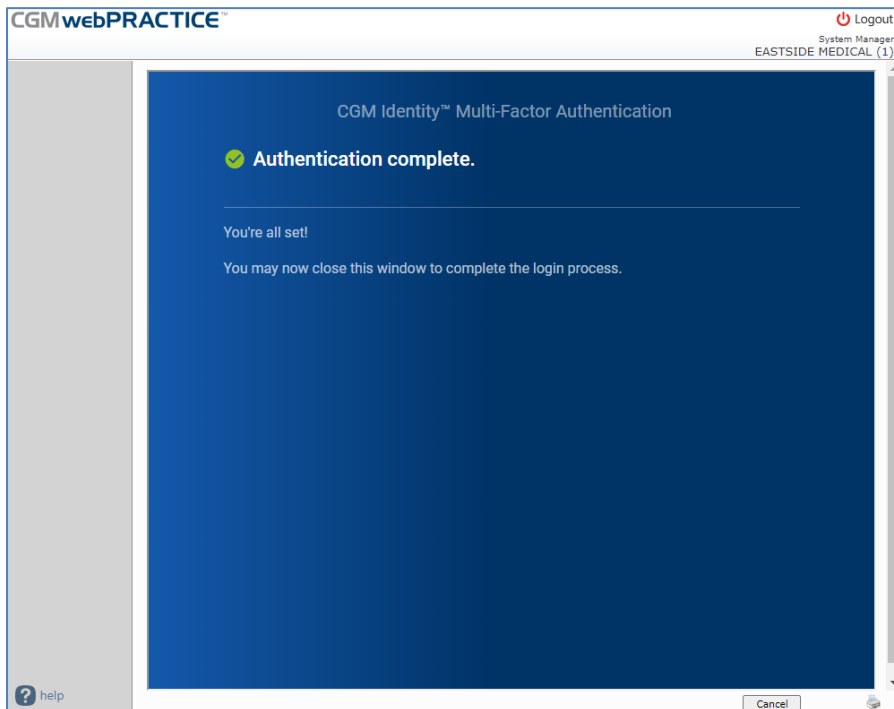 CGM webPRACTICE™
Logout
System Manager
EASTSIDE MEDICAL (1)
CGM Identity™ Multi-Factor Authentication
Authentication complete.
You're all set!
You may now close this window to complete the login process.
? help
Cancel